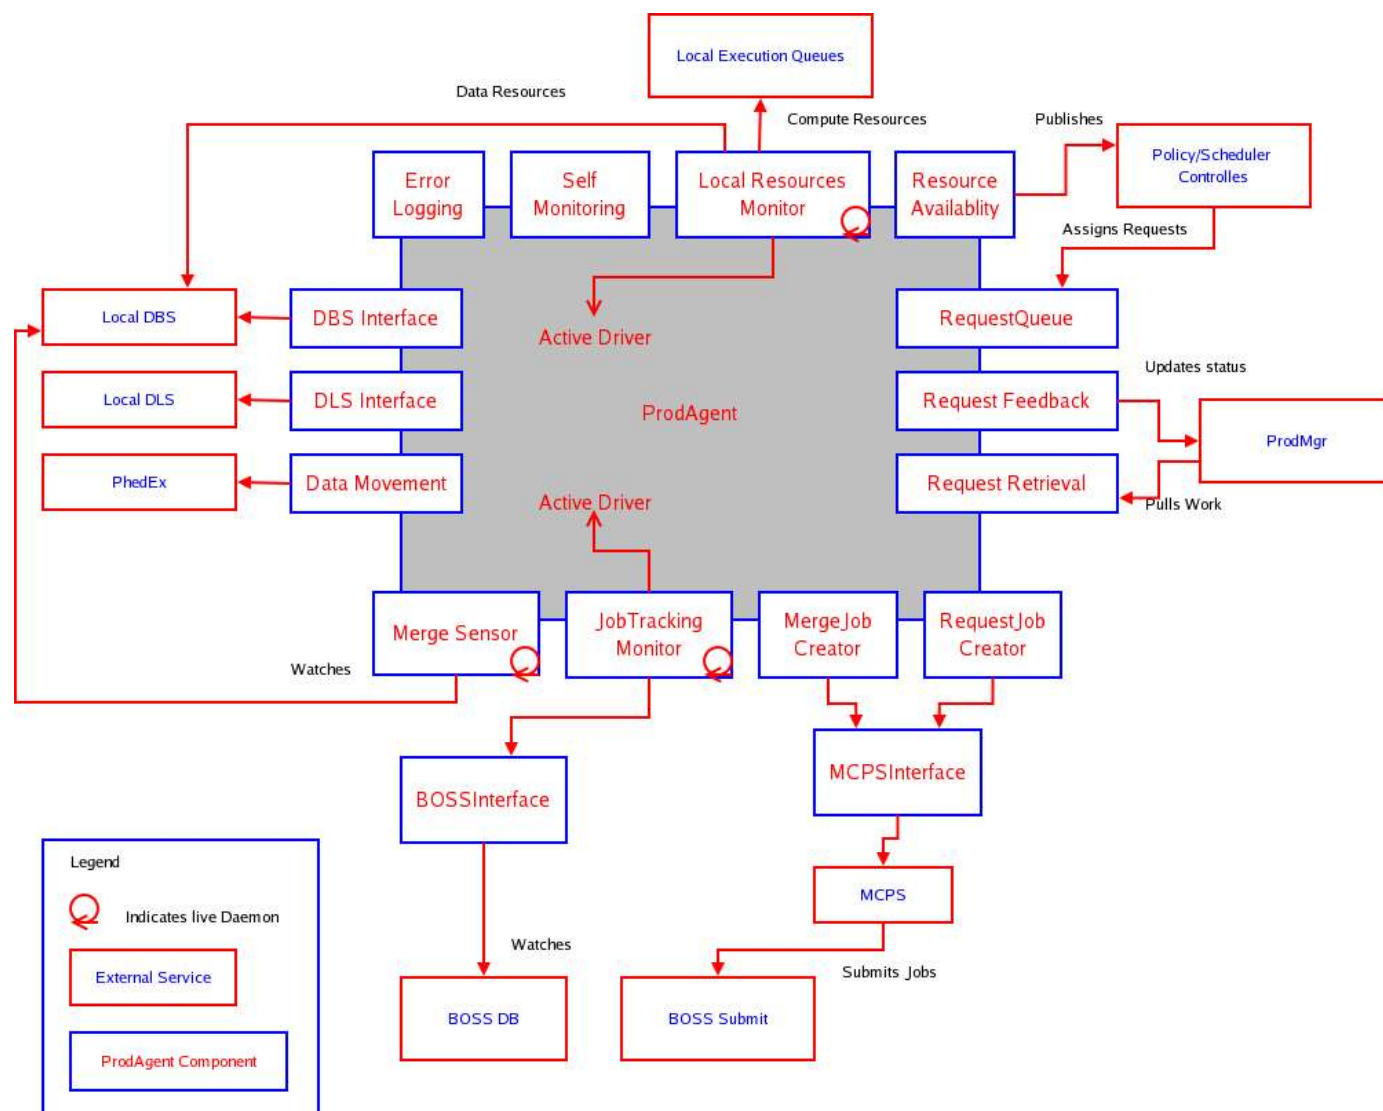 Local Execution Queues
Data Resources
Compute Resources
Publishes
Policy/Scheduler
Controlles
Error
Logging
Self
Monitoring
Local Resources
Monitor
Resource
Availablity
Assigns Requests
Local DBS
DBS Interface
Active Driver
RequestQueue
Updates status
Local DLS
DLS Interface
ProdAgent
Request Feedback
ProdMgr
PhedEx
Data Movement
Active Driver
Request Retrieval
Pulls Work
Merge Sensor
JobTracking
Monitor
MergeJob
Creator
RequestJob
Creator
Watches
BOSSInterface
MCPSInterface
Legend
Indicates live Daemon
MCPS
Watches
Submits Jobs
External Service
BOSS DB
BOSS Submit
ProdAgent Component